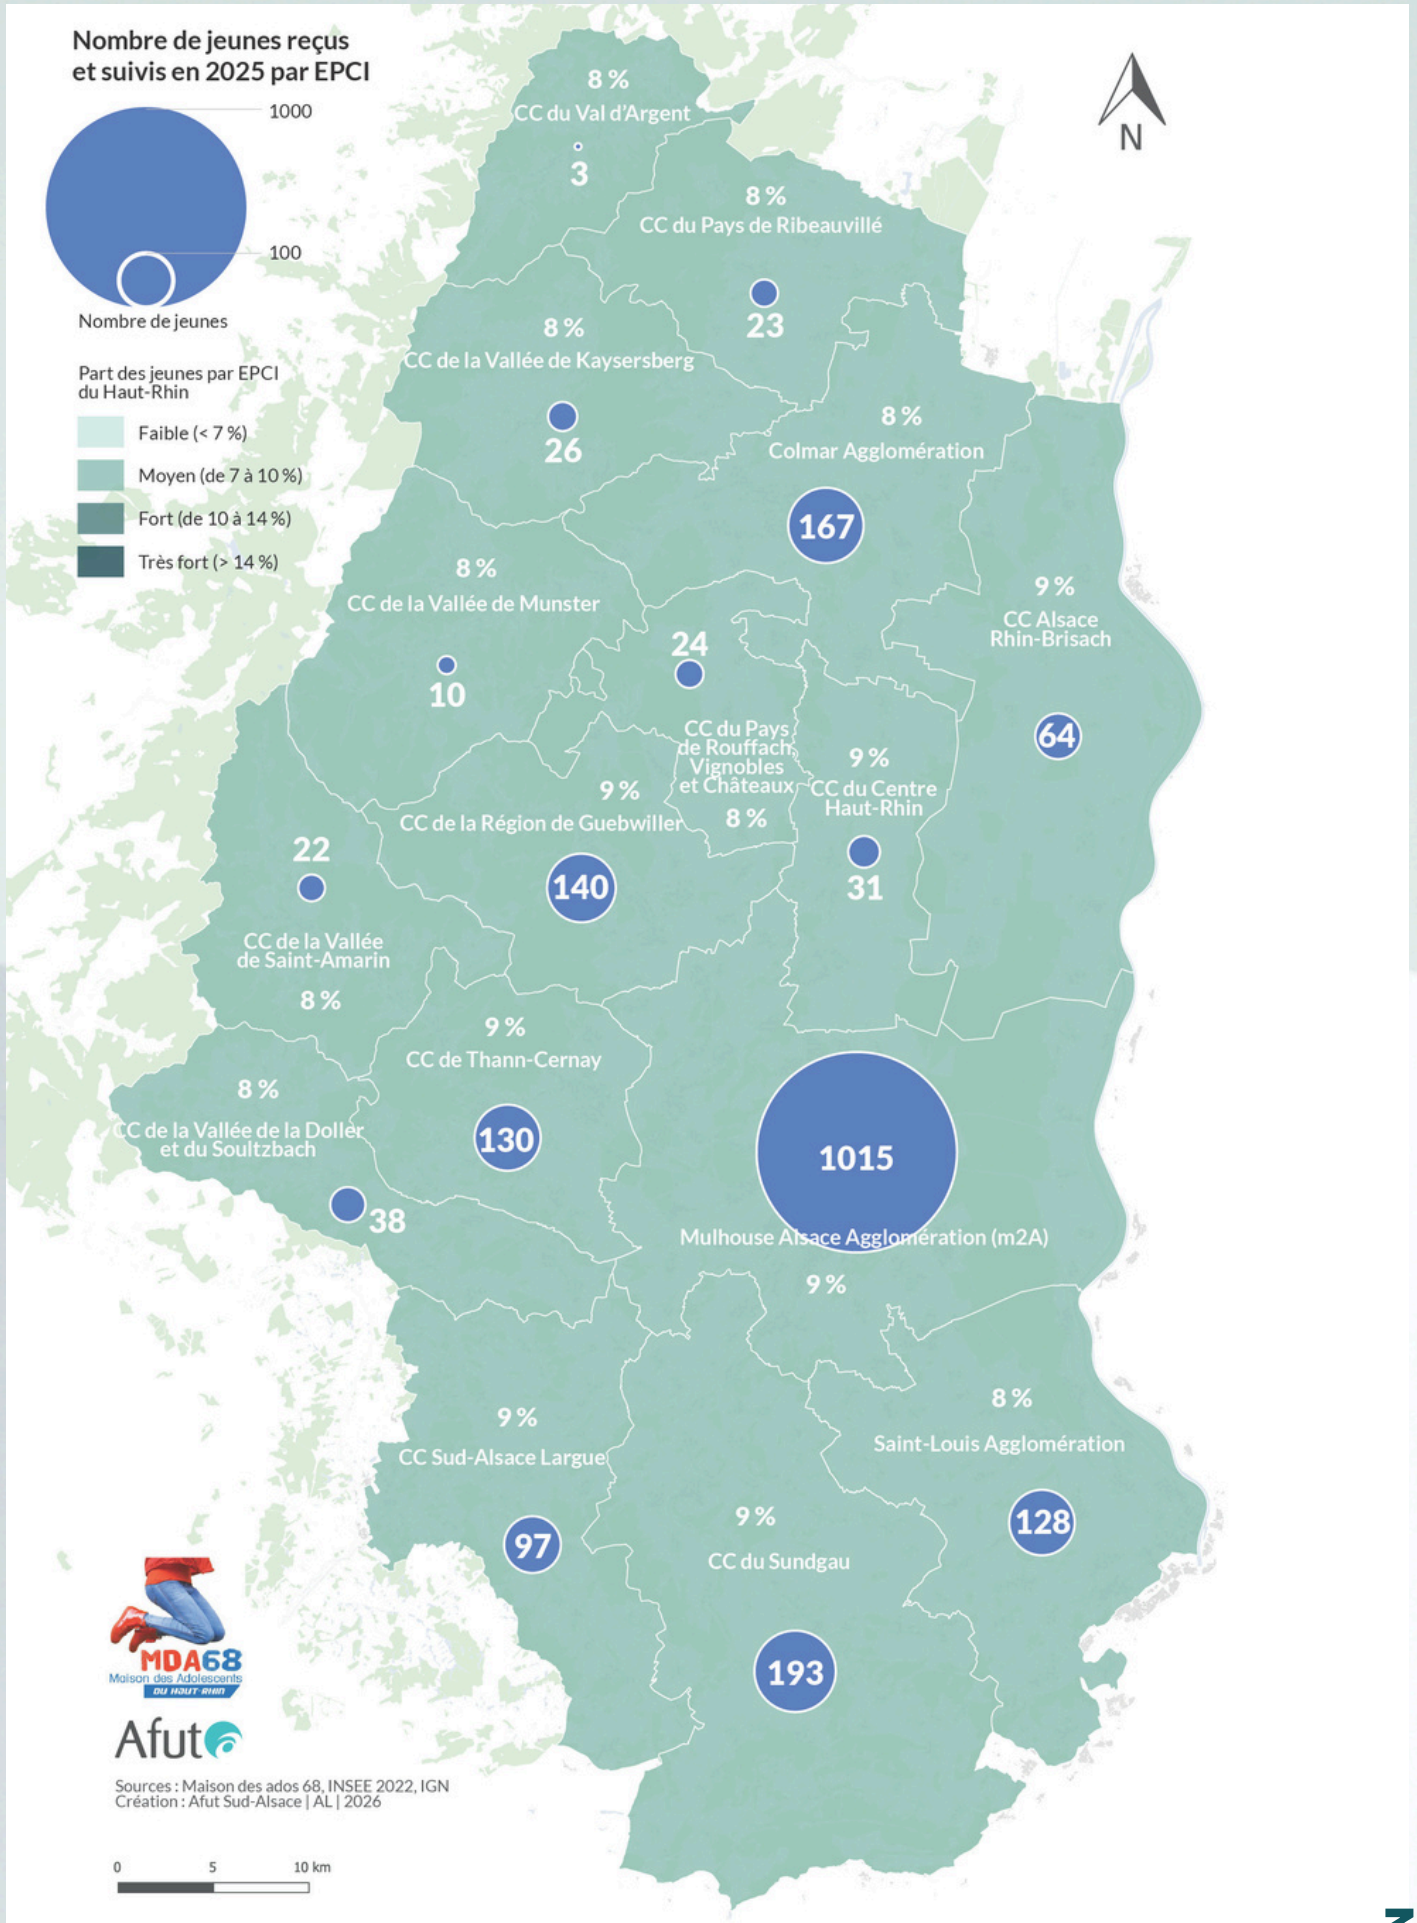 Nombre de jeunes reçus
et suivis en 2025 par EPCI
1000
100
Nombre de jeunes
Part des jeunes par EPCI
du Haut-Rhin
Faible (< 7 %)
Moyen (de 7 à 10 %)
Fort (de 10 à 14 %)
Très fort (> 14 %)
N
8 %
CC du Val d'Argent
3
8 %
CC du Pays de Ribeauvillé
23
8 %
CC de la Vallée de Kaysersberg
26
8 %
Colmar Agglomération
167
8 %
CC de la Vallée de Munster
10
9 %
CC Alsace
Rhin-Brisach
64
24
CC du Pays
de Rouffach,
Vignobles
et Châteaux
8 %
9 %
CC du Centre
Haut-Rhin
31
9 %
CC de la Région de Guebwiller
140
22
CC de la Vallée
de Saint-Amarin
8 %
9 %
CC de Thann-Cernay
130
8 %
CC de la Vallée de la Doller
et du Soultzbach
38
1015
Mulhouse Alsace Agglomération (m2A)
9 %
9 %
CC Sud-Alsace Largue
97
9 %
CC du Sundgau
193
8 %
Saint-Louis Agglomération
128
MDA68
Maison des Adolescents
DU HAUT-RHIN
Afut
Sources : Maison des ados 68, INSEE 2022, IGN
Création : Afut Sud-Alsace | AL | 2026
0 5 10 km